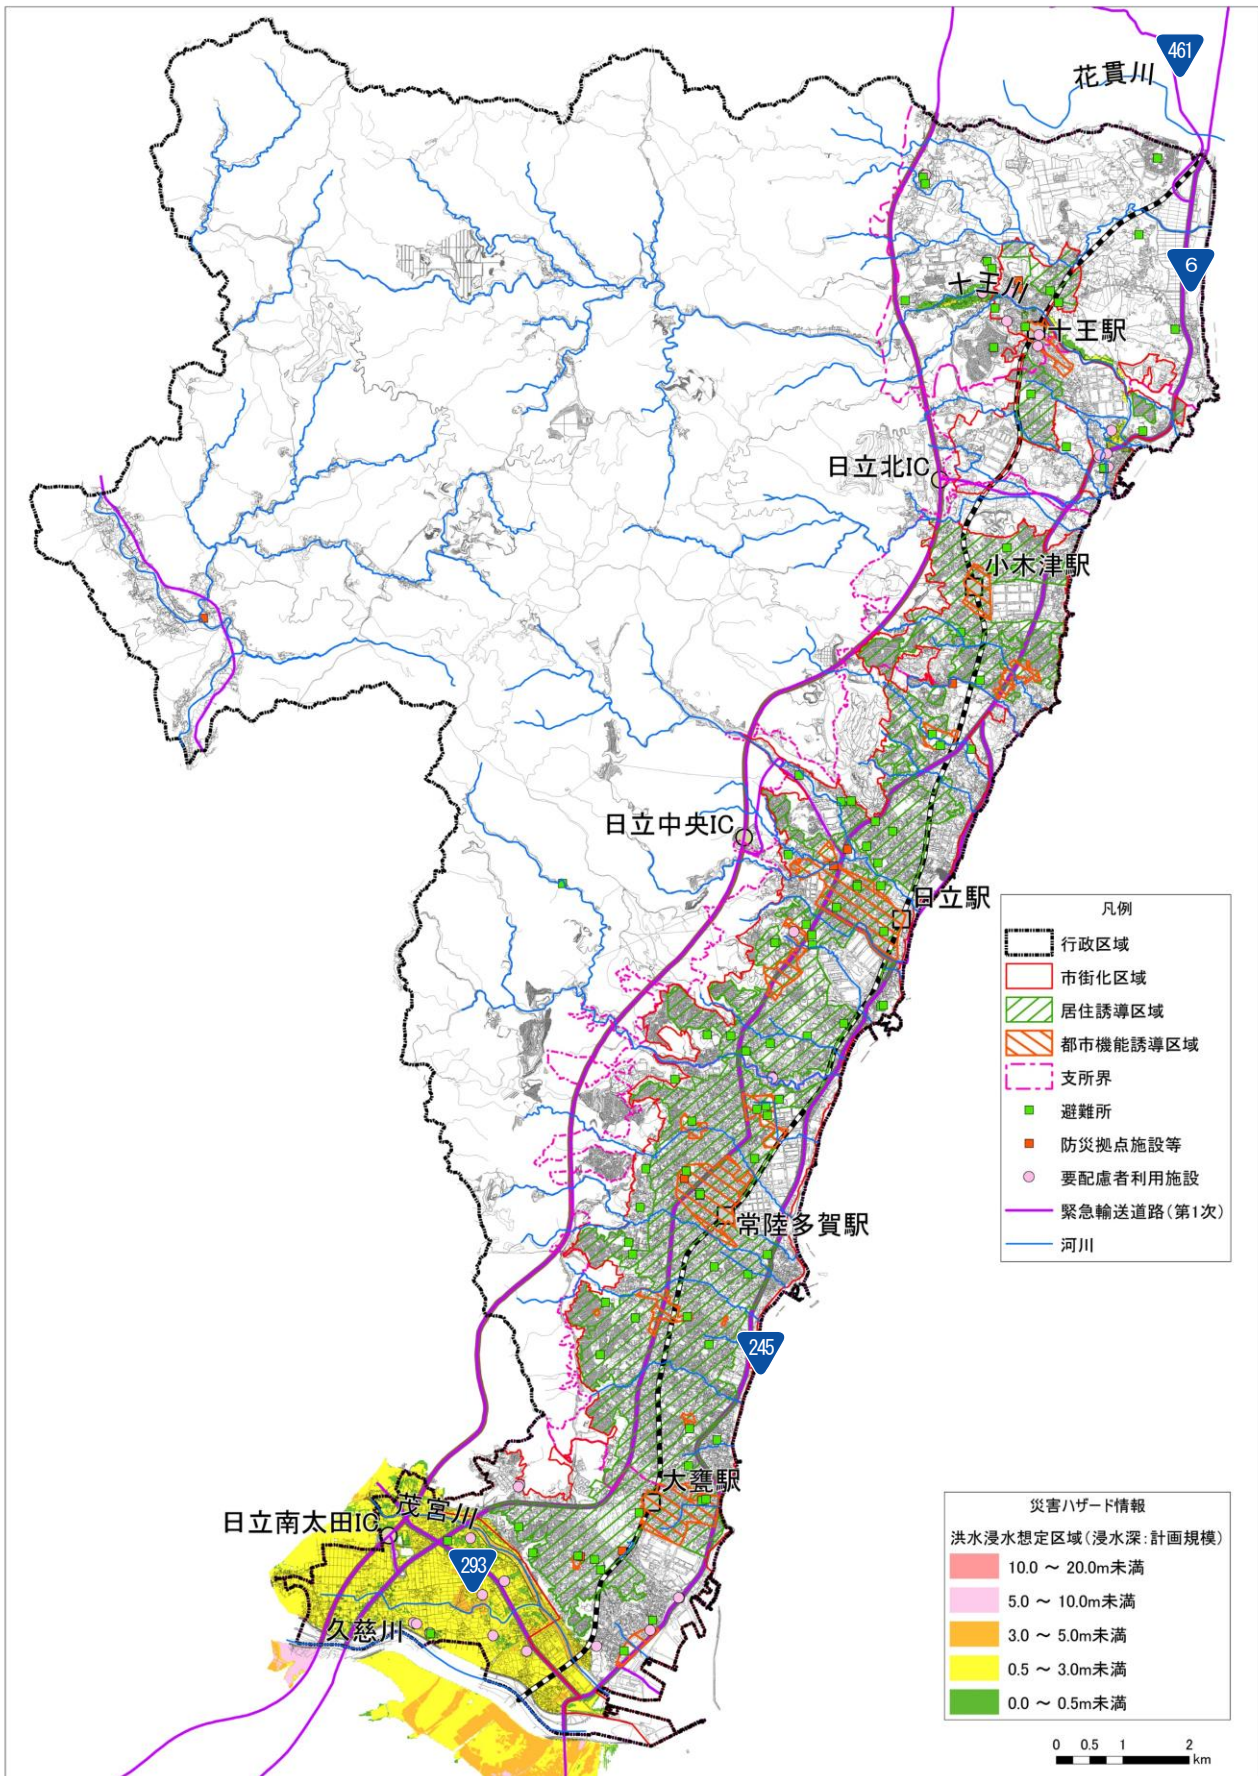 461
花貫川
6
十王川
十王駅
日立北IC
小木津駅
日立中央IC
日立駅
常陸多賀駅
245
大甕駅
茂宮川
日立南太田IC
293
久慈川
凡例
行政区域
市街化区域
居住誘導区域
都市機能誘導区域
支所界
避難所
防災拠点施設等
要配慮者利用施設
緊急輸送道路(第1次)
河川
災害ハザード情報
洪水浸水想定区域(浸水深:計画規模)
10.0 ～ 20.0m未満
5.0 ～ 10.0m未満
3.0 ～ 5.0m未満
0.5 ～ 3.0m未満
0.0 ～ 0.5m未満
0 0.5 1 2
km